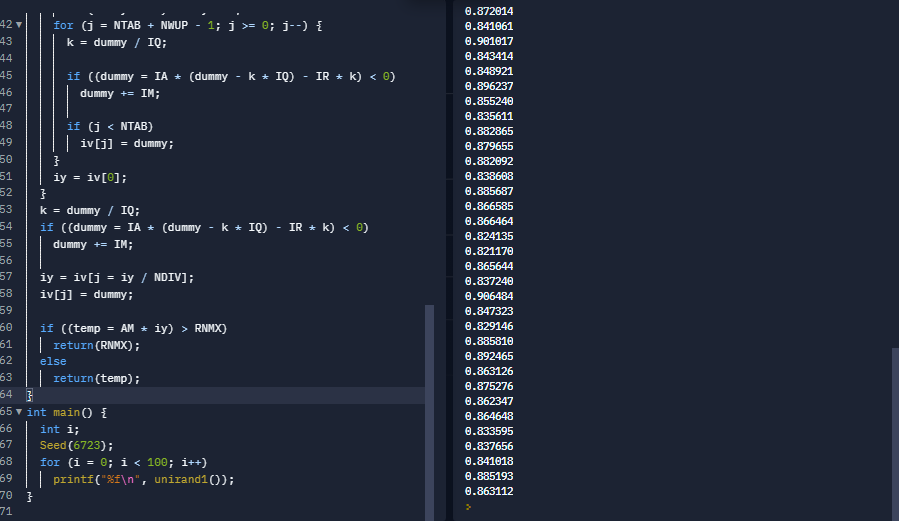 42 for (j = NTAB + NWUP - 1; j >= 0; j--) {
43 k = dummy / IQ;
44
45 if ((dummy = IA * (dummy - k * IQ) - IR * k) < 0)
46 dummy += IM;
47
48 if (j < NTAB)
49 iv[j] = dummy;
50 }
51 iy = iv[0];
52 }
53 k = dummy / IQ;
54 if ((dummy = IA * (dummy - k * IQ) - IR * k) < 0)
55 dummy += IM;
56
57 iy = iv[j = iy / NDIV];
58 iv[j] = dummy;
59
60 if ((temp = AM * iy) > RNMX)
61 return(RNMX);
62 else
63 return(temp);
64 }
65 int main() {
66 int i;
67 Seed(6723);
68 for (i = 0; i < 100; i++)
69 printf("%f\n", unirand1());
70 }
71
0.872014
0.841061
0.901017
0.843414
0.848921
0.896237
0.855240
0.835611
0.882865
0.879655
0.882092
0.838608
0.885687
0.866585
0.866464
0.824135
0.821170
0.865644
0.837240
0.906484
0.847323
0.829146
0.885810
0.892465
0.863126
0.875276
0.862347
0.864648
0.833595
0.837656
0.841018
0.885193
0.863112
>